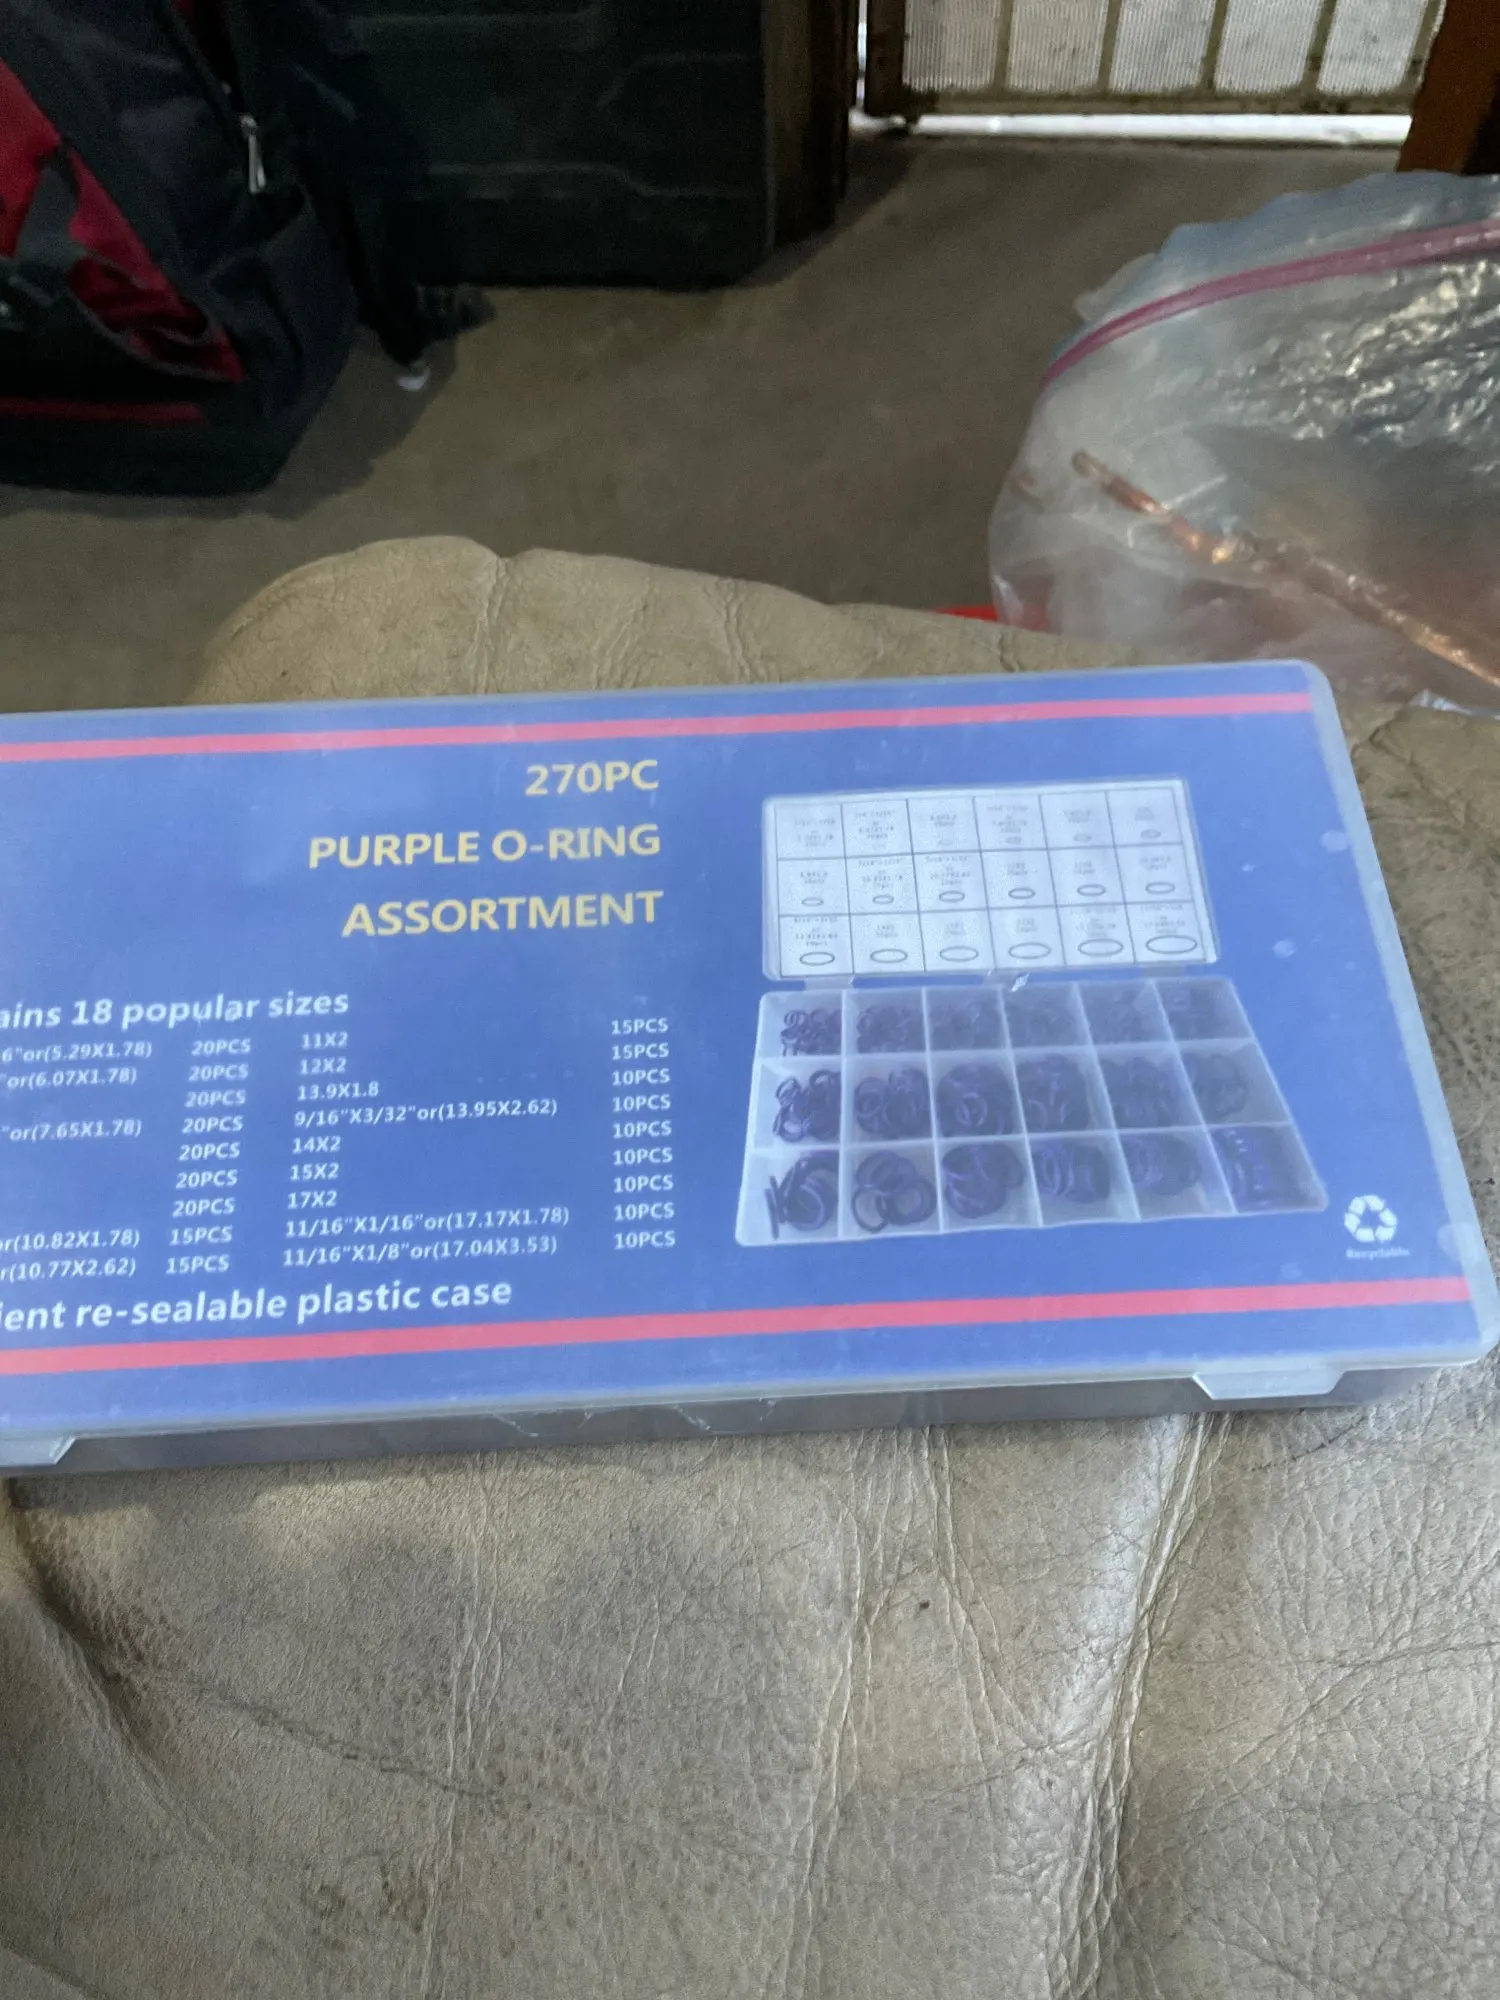 270PC
PURPLE O-RING
ASSORTMENT
ains 18 popular sizes
6"or(5.29X1.78) 20PCS 11X2 15PCS
"or(6.07X1.78) 20PCS 12X2 15PCS
20PCS 13.9X1.8 10PCS
"or(7.65X1.78) 20PCS 9/16"X3/32"or(13.95X2.62) 10PCS
20PCS 14X2 10PCS
20PCS 15X2 10PCS
20PCS 17X2 10PCS
r(10.82X1.78) 15PCS 11/16"X1/16"or(17.17X1.78) 10PCS
r(10.77X2.62) 15PCS 11/16"X1/8"or(17.04X3.53) 10PCS
ient re-sealable plastic case
Recyclable